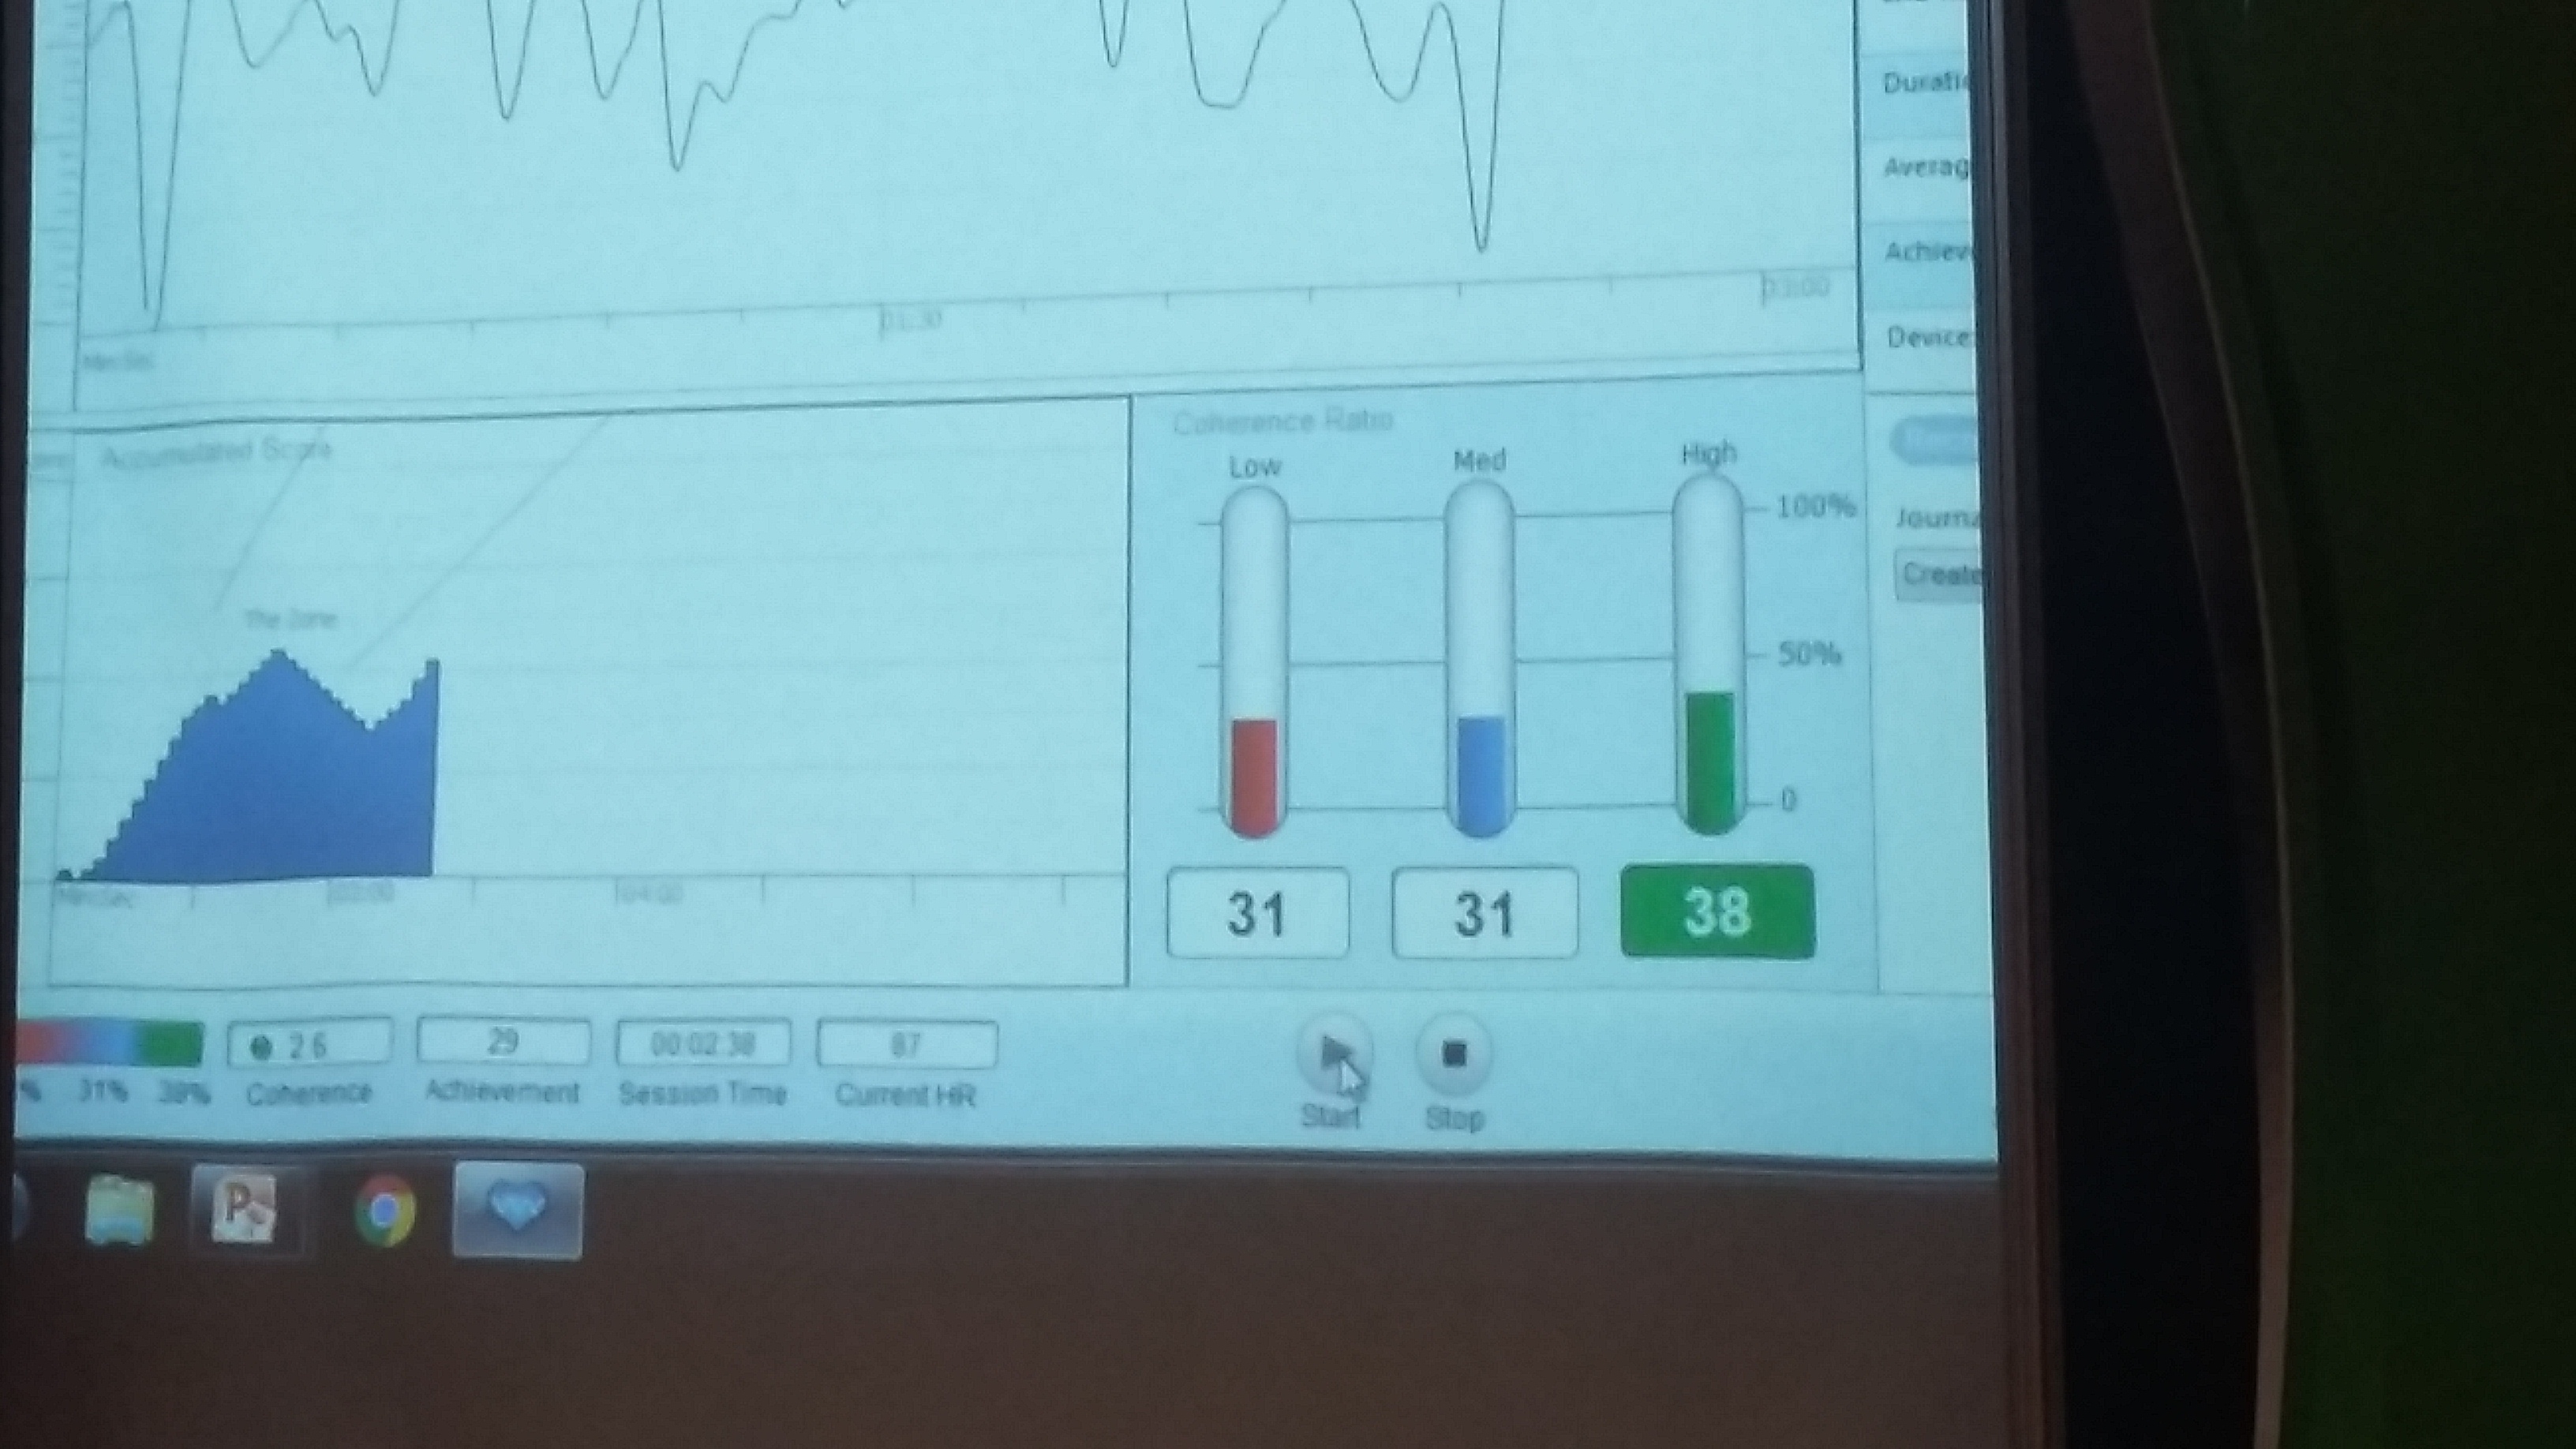 Duratio
Averag
Achiev
01:30
03:00
Min:Sec
Device:
Accumulated Score
Coherence Ratio
Low
Med
High
100%
Journa
Create
The Zone
50%
0
Min:Sec
02:00
04:00
31
31
38
2.6
29
00:02:38
87
% 31% 38%
Coherence
Achievement
Session Time
Current HR
Start
Stop